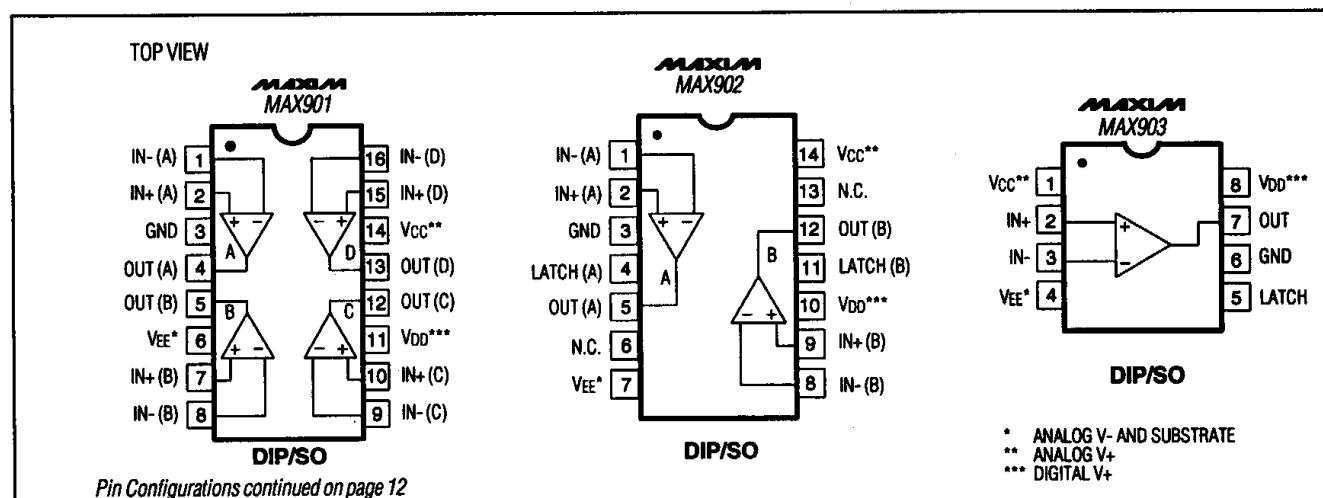 TOP VIEW
MAXIM
MAX901
IN- (A) 1
IN+ (A) 2
GND 3
OUT (A) 4
OUT (B) 5
VEE* 6
IN+ (B) 7
IN- (B) 8
16 IN- (D)
15 IN+ (D)
14 VCC**
13 OUT (D)
12 OUT (C)
11 VDD***
10 IN+ (C)
9 IN- (C)
+ - A
+ - D
B + -
C - +
DIP/SO
Pin Configurations continued on page 12
MAXIM
MAX902
IN- (A) 1
IN+ (A) 2
GND 3
LATCH (A) 4
OUT (A) 5
N.C. 6
VEE* 7
14 VCC**
13 N.C.
12 OUT (B)
11 LATCH (B)
10 VDD***
9 IN+ (B)
8 IN- (B)
+ - A
B - +
DIP/SO
MAXIM
MAX903
VCC** 1
IN+ 2
IN- 3
VEE* 4
8 VDD***
7 OUT
6 GND
5 LATCH
+
-
DIP/SO
* ANALOG V- AND SUBSTRATE
** ANALOG V+
*** DIGITAL V+